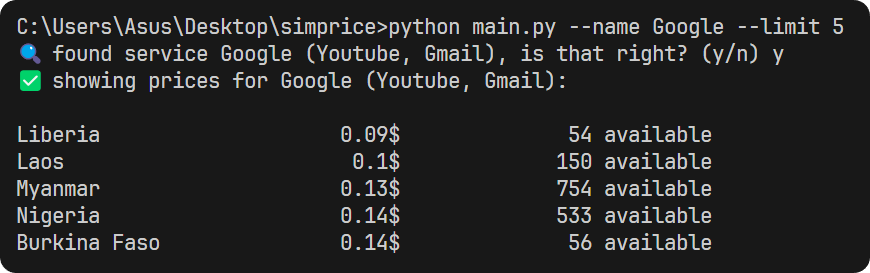 C:\Users\Asus\Desktop\simprice>python main.py --name Google --limit 5
🔍 found service Google (Youtube, Gmail), is that right? (y/n) y
✅ showing prices for Google (Youtube, Gmail):
Liberia                    0.09$              54 available
Laos                        0.1$             150 available
Myanmar                    0.13$             754 available
Nigeria                    0.14$             533 available
Burkina Faso               0.14$              56 available